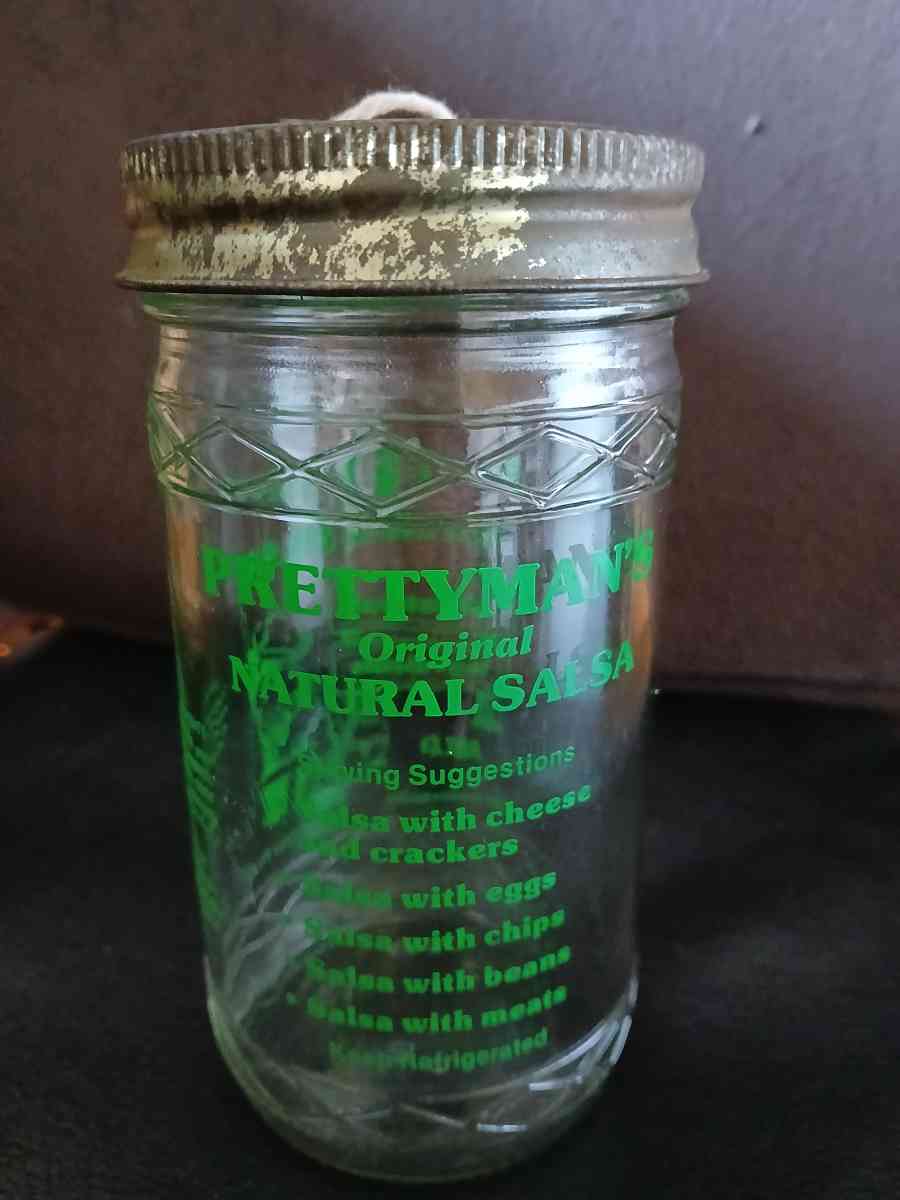 PRETTYMAN'S
Original
NATURAL SALSA
Serving Suggestions
Salsa with cheese
and crackers
Salsa with eggs
Salsa with chips
Salsa with beans
• Salsa with meats
Keep Refrigerated